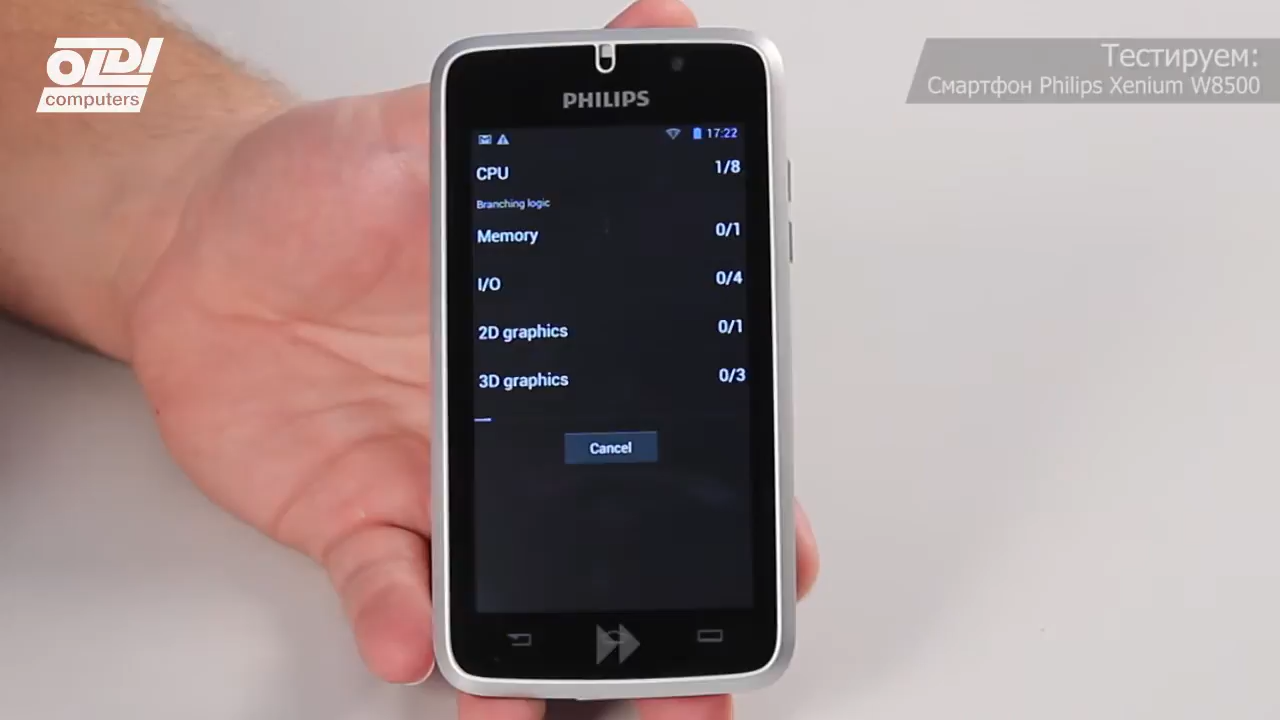 OLDI
computers
Тестируем:
Смартфон Philips Xenium W8500
PHILIPS
17:22
CPU 1/8
Branching logic
Memory 0/1
I/O 0/4
2D graphics 0/1
3D graphics 0/3
Cancel